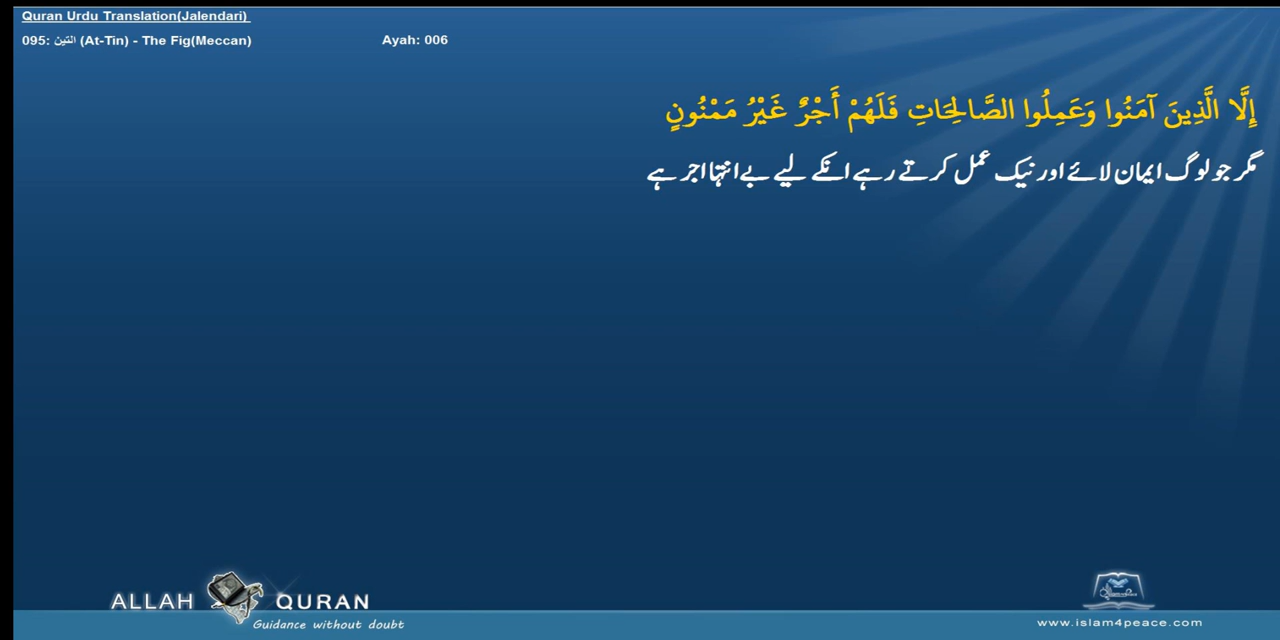 Quran Urdu Translation(Jalendari)
095: التين (At-Tin) - The Fig(Meccan) Ayah: 006
إِلَّا الَّذِينَ آمَنُوا وَعَمِلُوا الصَّالِحَاتِ فَلَهُمْ أَجْرٌ غَيْرُ مَمْنُونٍ
مگر جو لوگ ایمان لائے اور نیک عمل کرتے رہے انکے لیے بے انتہا اجر ہے
ALLAH QURAN
Guidance without doubt
www.islam4peace.com